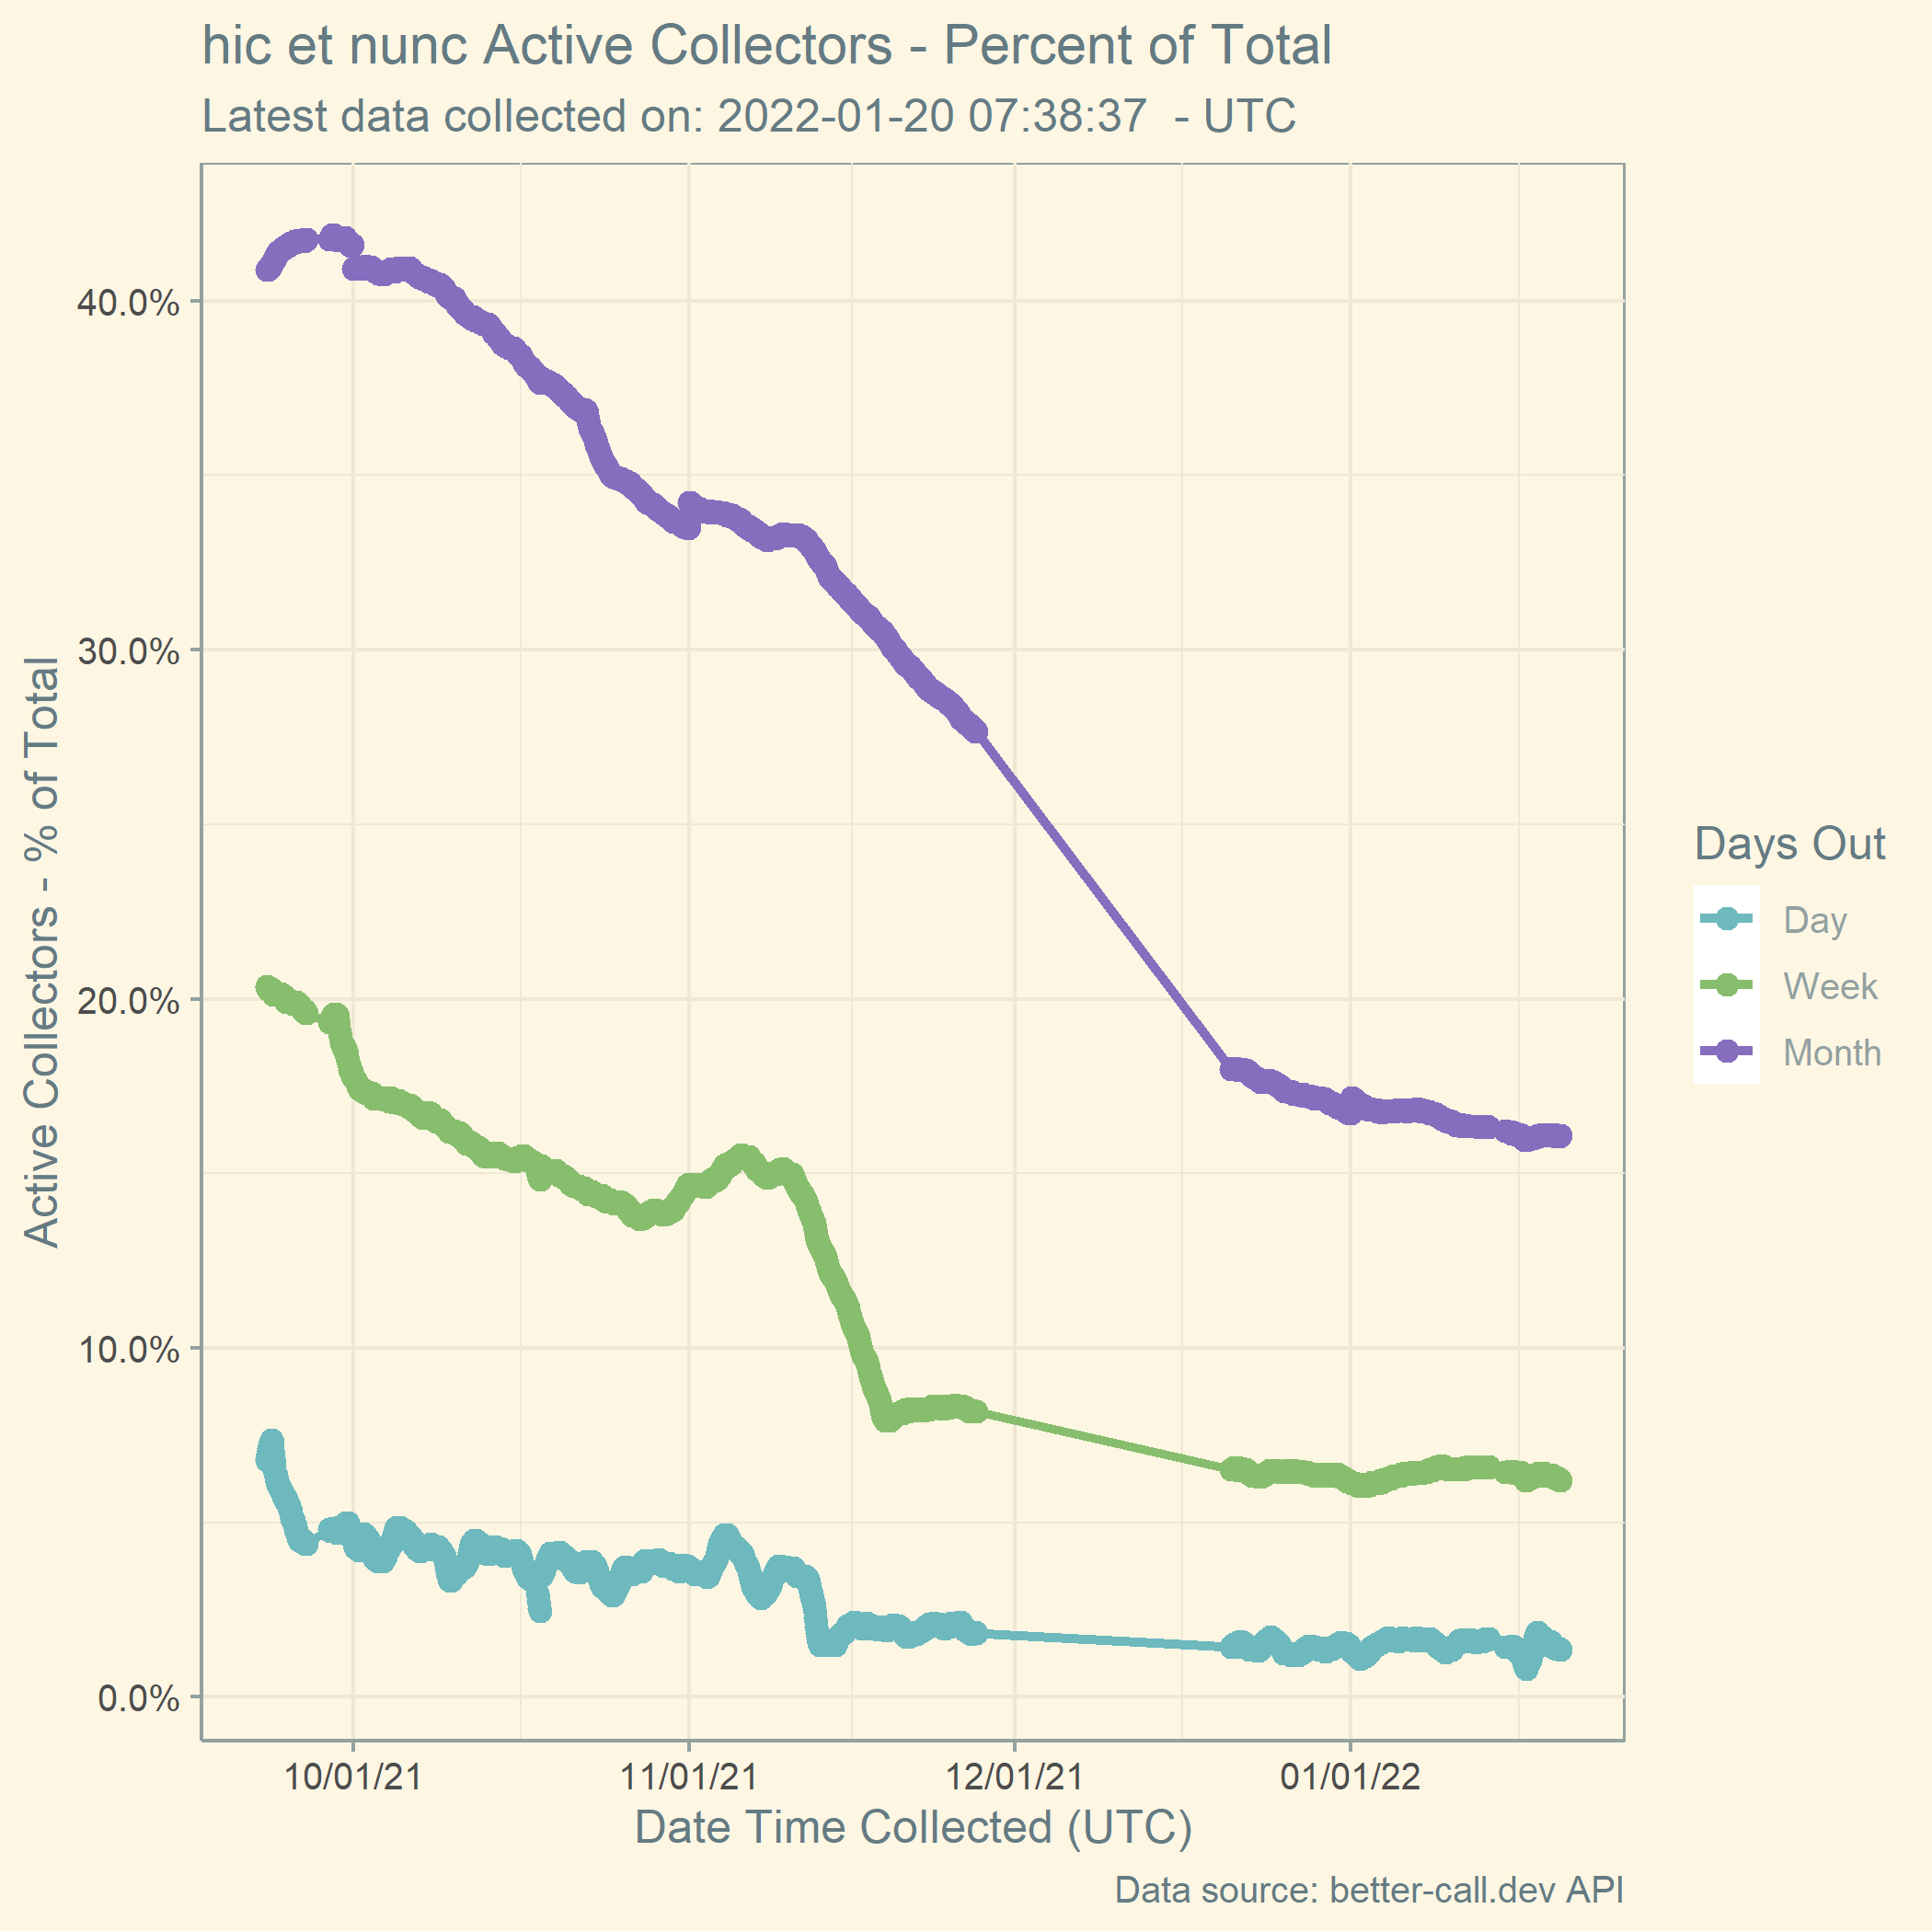 hic et nunc Active Collectors - Percent of Total
Latest data collected on: 2022-01-20 07:38:37  - UTC
Active Collectors - % of Total
40.0%
30.0%
20.0%
10.0%
0.0%
10/01/21
11/01/21
12/01/21
01/01/22
Date Time Collected (UTC)
Days Out
Day
Week
Month
Data source: better-call.dev API